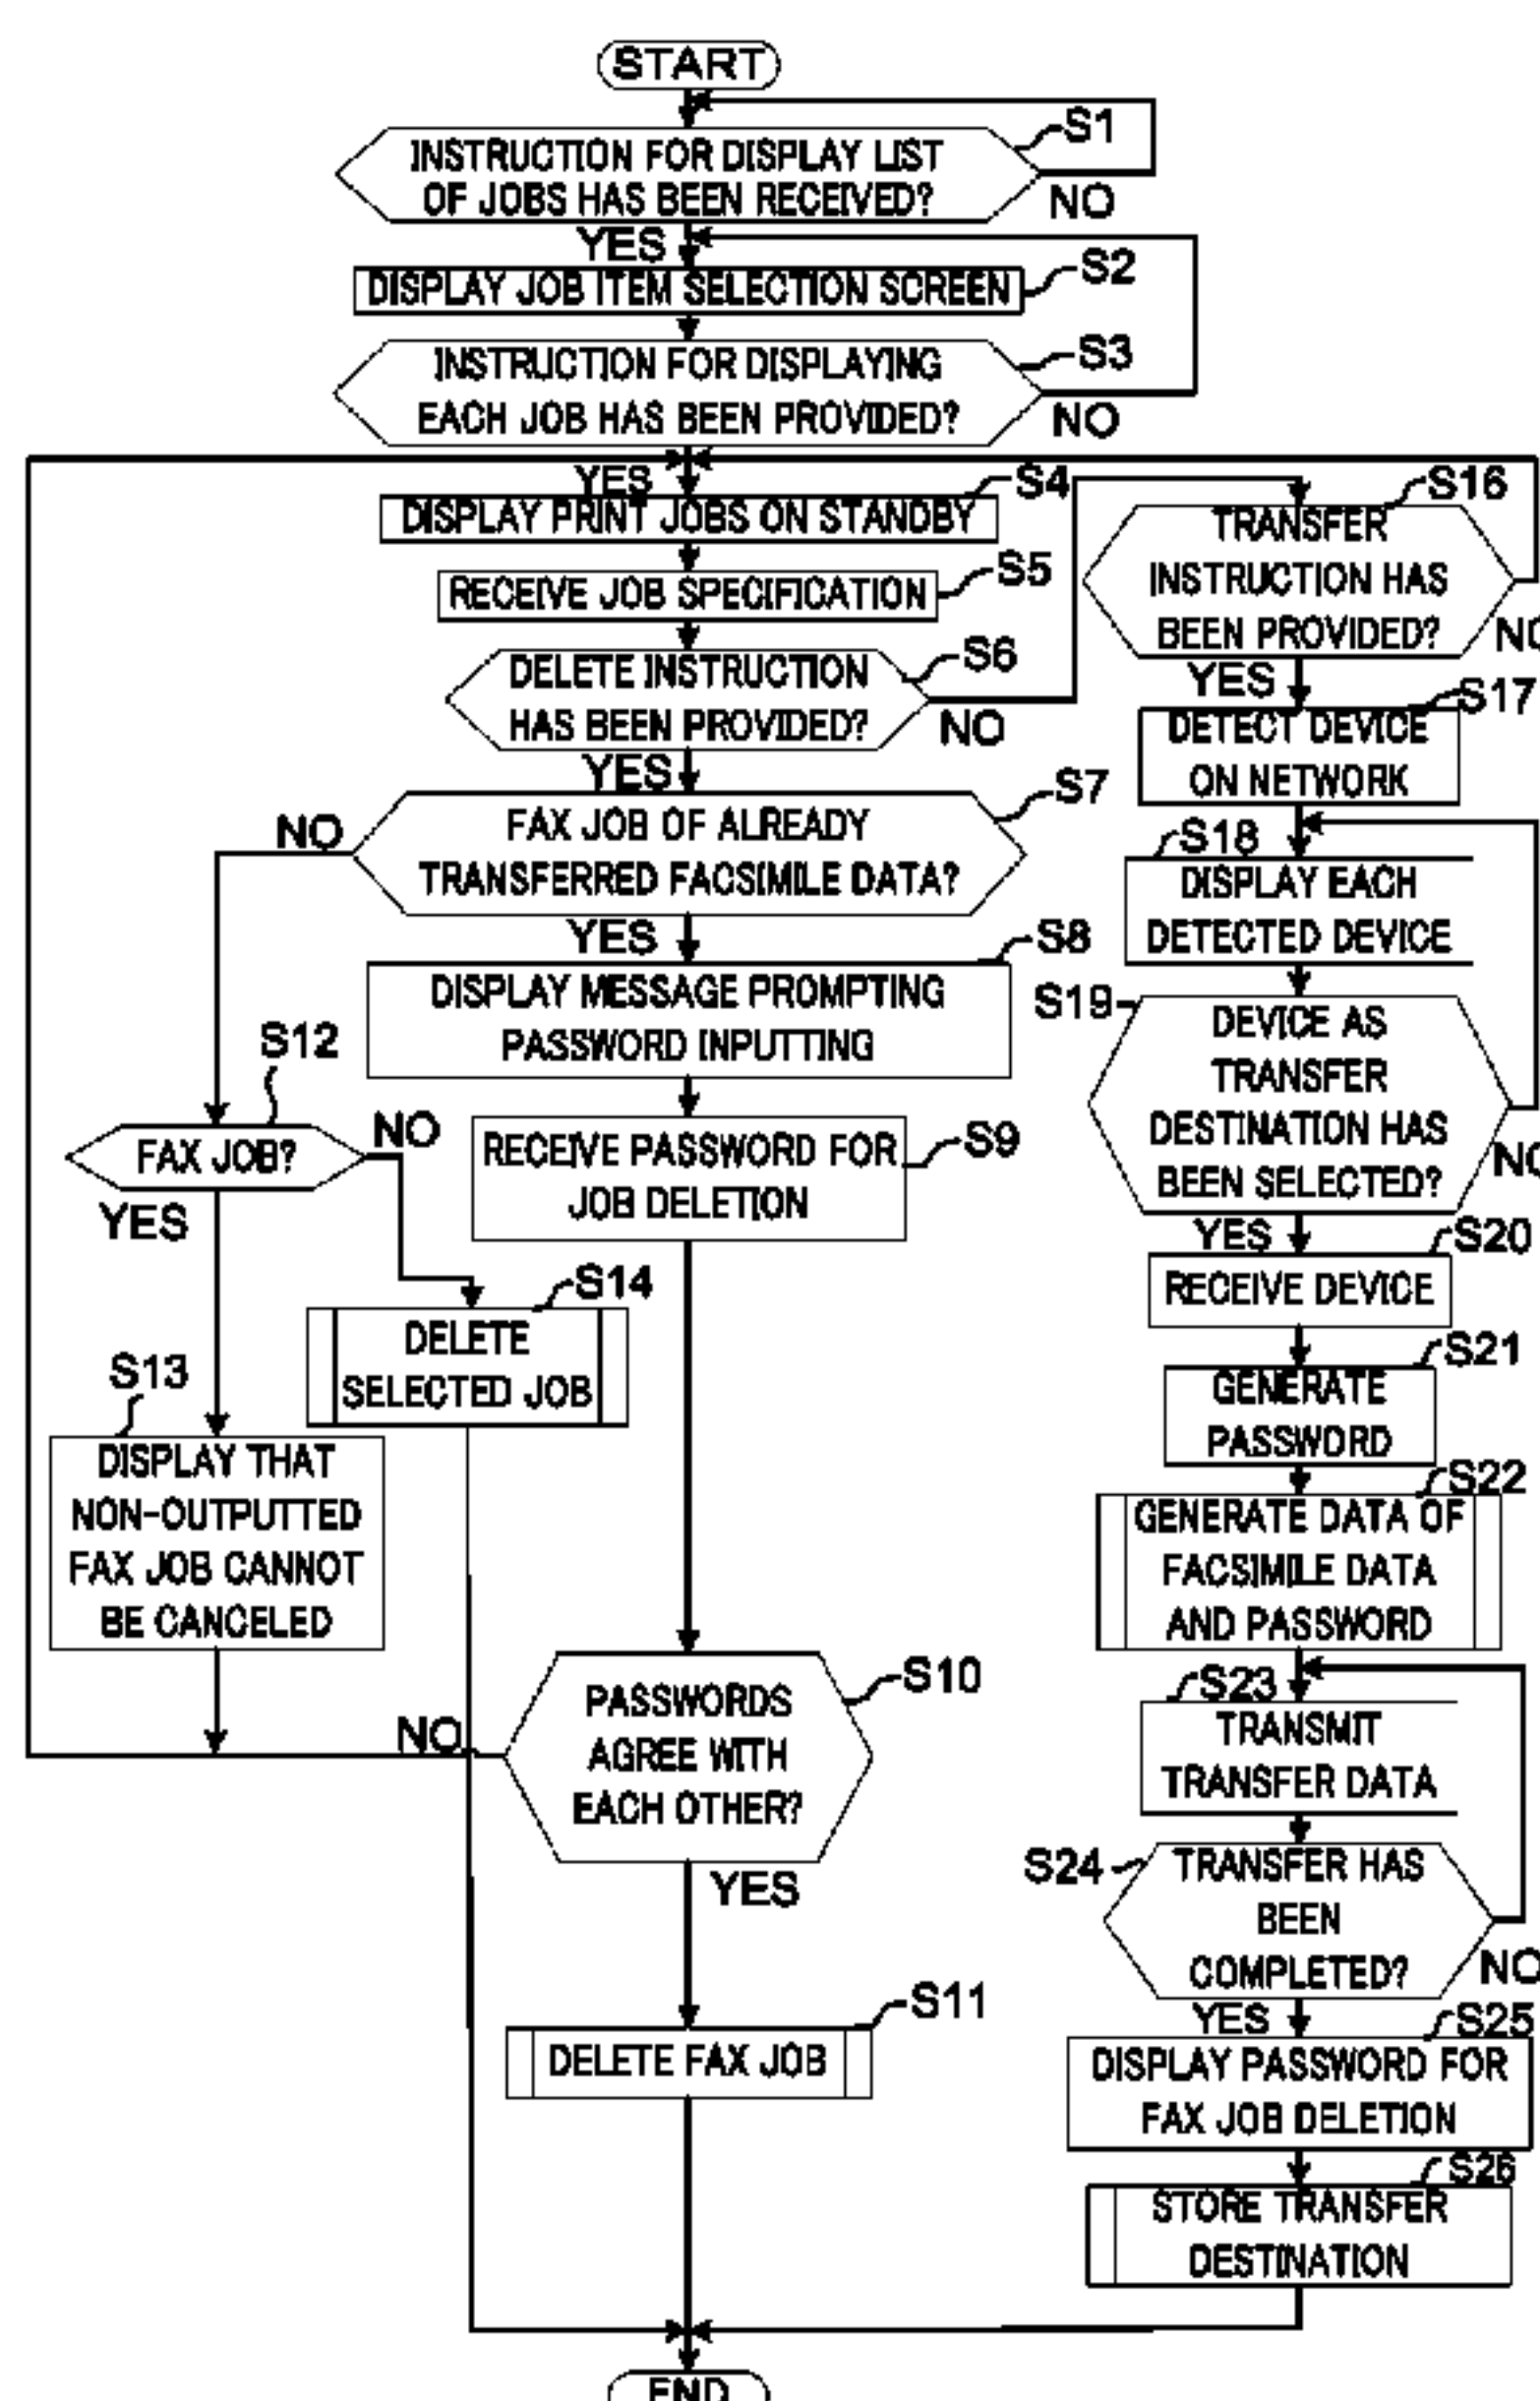 START
S1
INSTRUCTION FOR DISPLAY LIST
OF JOBS HAS BEEN RECEIVED?
NO
YES
S2
DISPLAY JOB ITEM SELECTION SCREEN
S3
INSTRUCTION FOR DISPLAYING
EACH JOB HAS BEEN PROVIDED?
NO
YES
S4
DISPLAY PRINT JOBS ON STANDBY
S5
RECEIVE JOB SPECIFICATION
S6
DELETE INSTRUCTION
HAS BEEN PROVIDED?
NO
YES
S7
FAX JOB OF ALREADY
TRANSFERRED FACSIMILE DATA?
NO
YES
S8
DISPLAY MESSAGE PROMPTING
PASSWORD INPUTTING
S9
RECEIVE PASSWORD FOR
JOB DELETION
S12
FAX JOB?
NO
YES
S14
DELETE
SELECTED JOB
S13
DISPLAY THAT
NON-OUTPUTTED
FAX JOB CANNOT
BE CANCELED
S10
PASSWORDS
AGREE WITH
EACH OTHER?
NO
YES
S11
DELETE FAX JOB
S16
TRANSFER
INSTRUCTION HAS
BEEN PROVIDED?
NO
YES
S17
DETECT DEVICE
ON NETWORK
S18
DISPLAY EACH
DETECTED DEVICE
S19
DEVICE AS
TRANSFER
DESTINATION HAS
BEEN SELECTED?
NO
YES
S20
RECEIVE DEVICE
S21
GENERATE
PASSWORD
S22
GENERATE DATA OF
FACSIMILE DATA
AND PASSWORD
S23
TRANSMIT
TRANSFER DATA
S24
TRANSFER HAS
BEEN
COMPLETED?
NO
YES
S25
DISPLAY PASSWORD FOR
FAX JOB DELETION
S26
STORE TRANSFER
DESTINATION
END